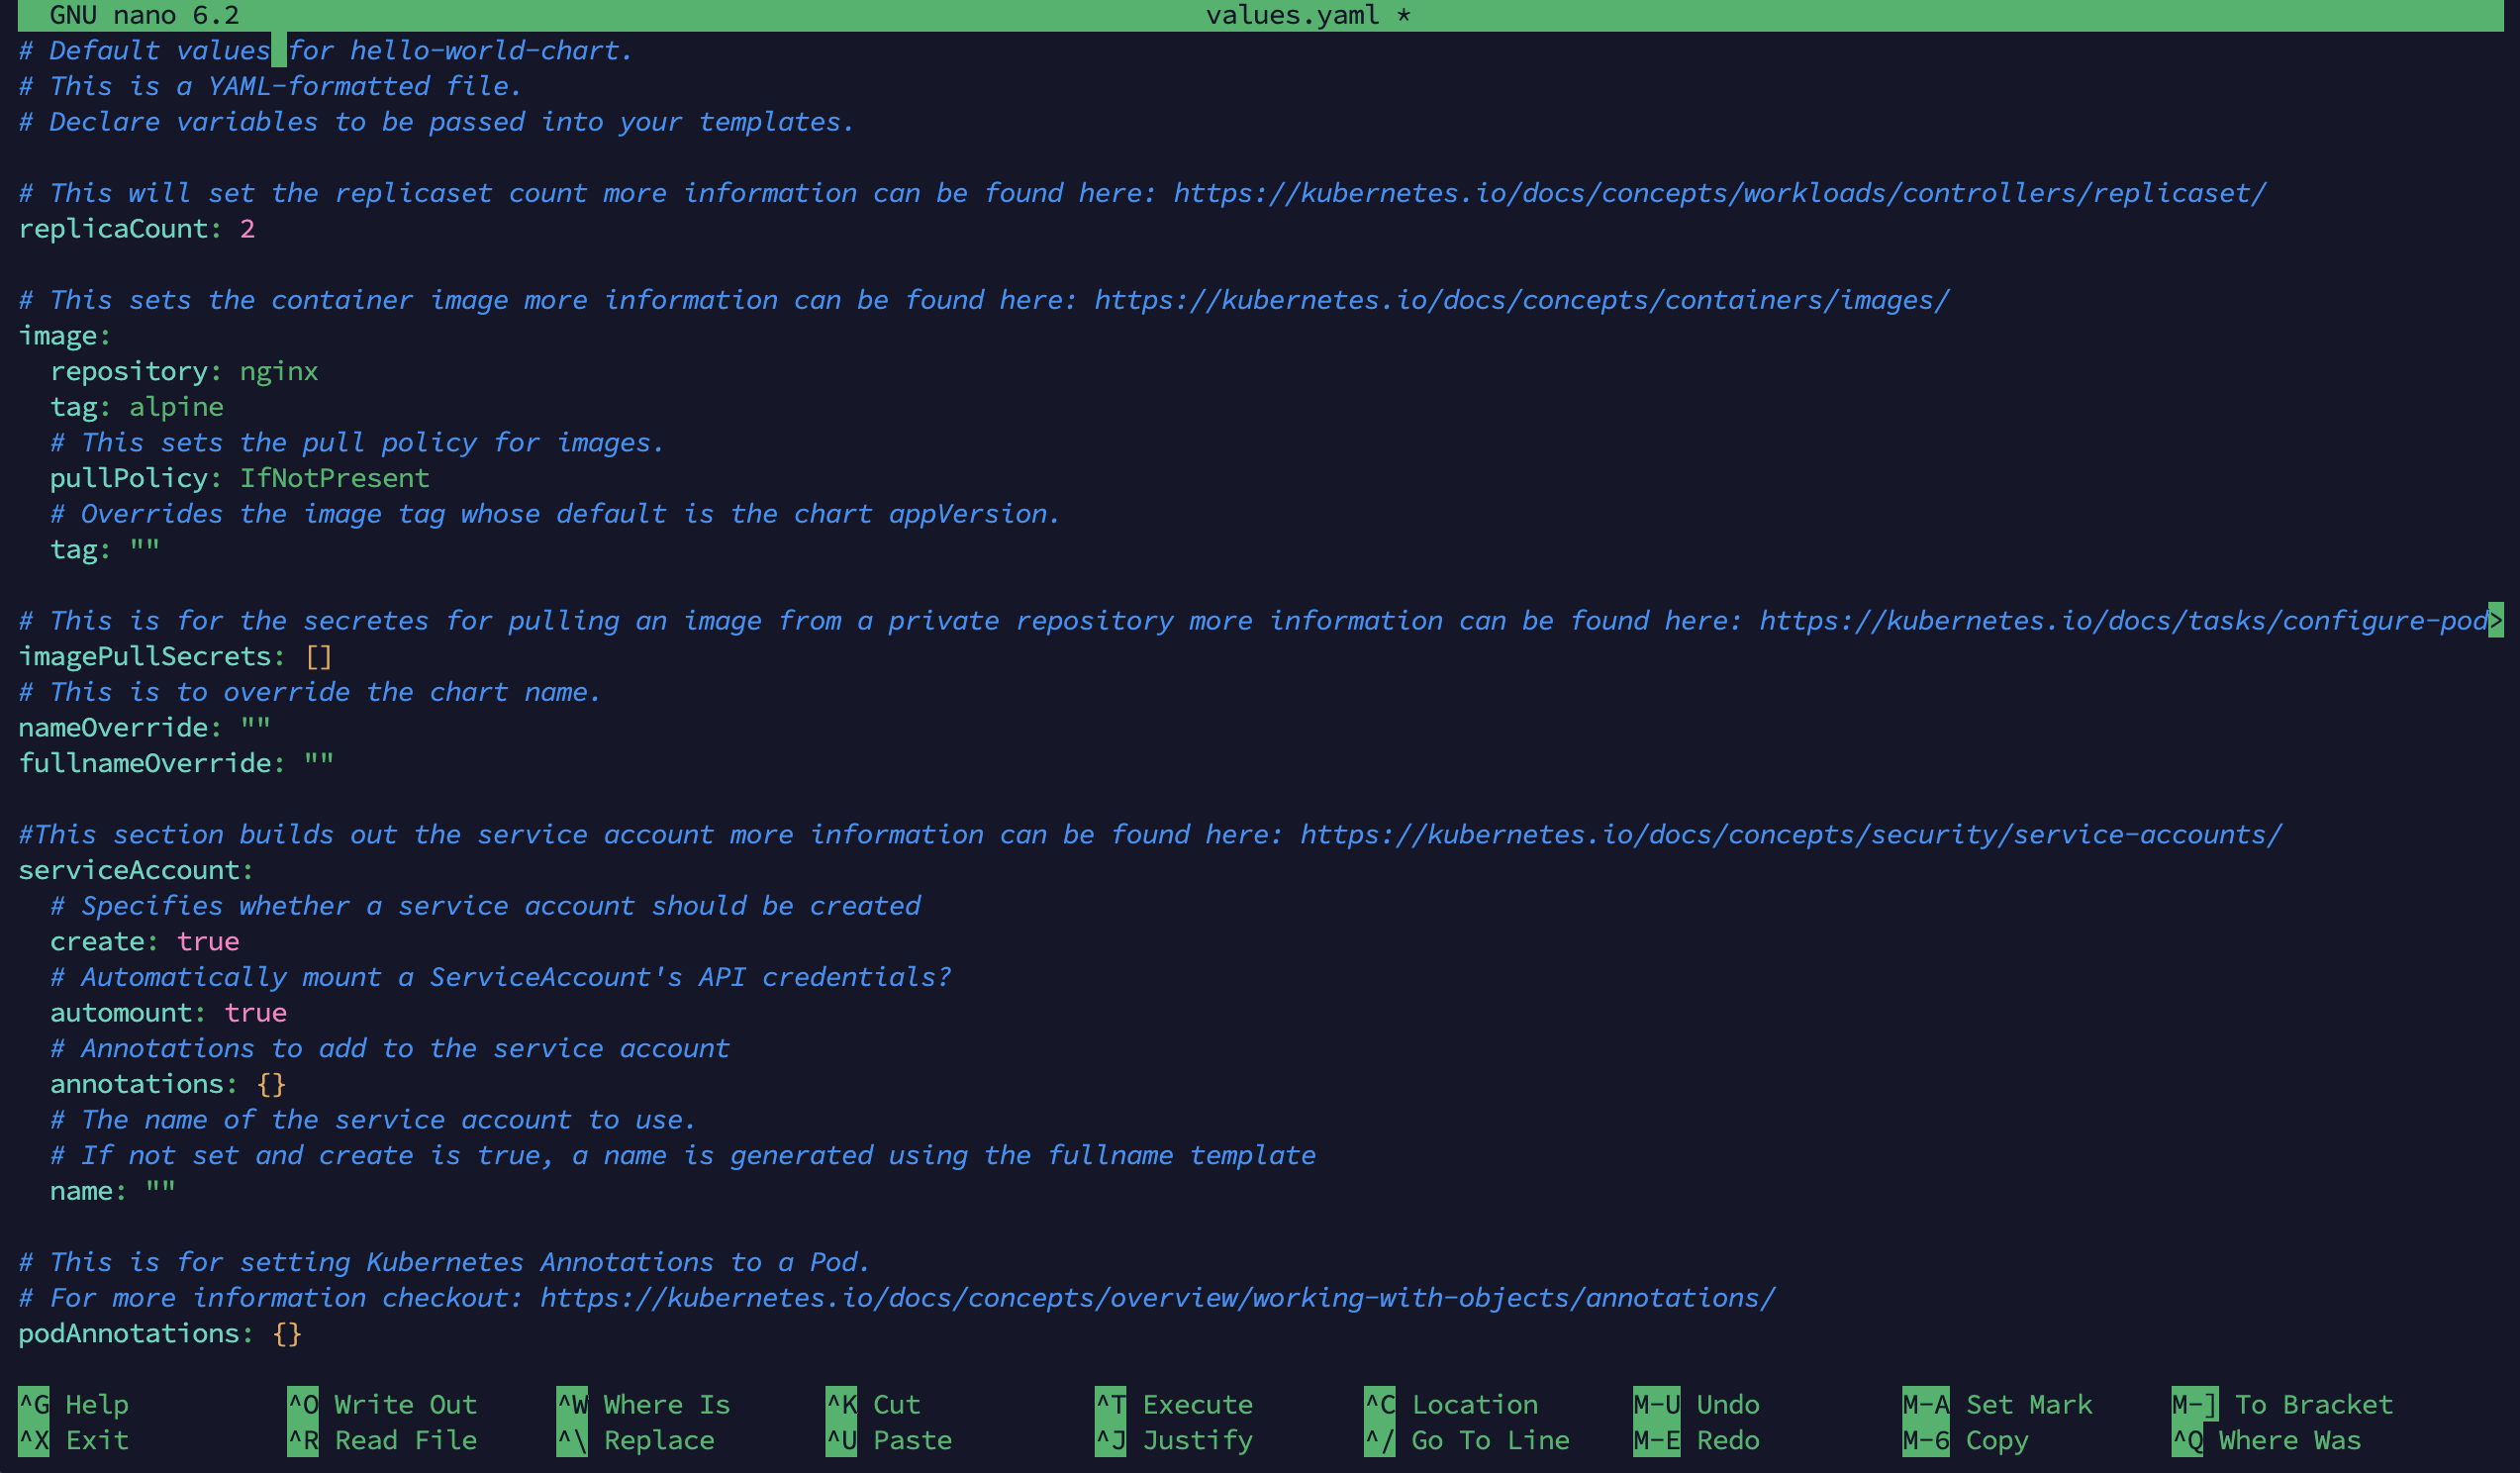 GNU nano 6.2 values.yaml *
# Default values for hello-world-chart.
# This is a YAML-formatted file.
# Declare variables to be passed into your templates.

# This will set the replicaset count more information can be found here: https://kubernetes.io/docs/concepts/workloads/controllers/replicaset/
replicaCount: 2

# This sets the container image more information can be found here: https://kubernetes.io/docs/concepts/containers/images/
image:
  repository: nginx
  tag: alpine
  # This sets the pull policy for images.
  pullPolicy: IfNotPresent
  # Overrides the image tag whose default is the chart appVersion.
  tag: ""

# This is for the secretes for pulling an image from a private repository more information can be found here: https://kubernetes.io/docs/tasks/configure-pod>
imagePullSecrets: []
# This is to override the chart name.
nameOverride: ""
fullnameOverride: ""

#This section builds out the service account more information can be found here: https://kubernetes.io/docs/concepts/security/service-accounts/
serviceAccount:
  # Specifies whether a service account should be created
  create: true
  # Automatically mount a ServiceAccount's API credentials?
  automount: true
  # Annotations to add to the service account
  annotations: {}
  # The name of the service account to use.
  # If not set and create is true, a name is generated using the fullname template
  name: ""

# This is for setting Kubernetes Annotations to a Pod.
# For more information checkout: https://kubernetes.io/docs/concepts/overview/working-with-objects/annotations/
podAnnotations: {}

^G Help ^O Write Out ^W Where Is ^K Cut ^T Execute ^C Location M-U Undo M-A Set Mark M-] To Bracket
^X Exit ^R Read File ^\ Replace ^U Paste ^J Justify ^/ Go To Line M-E Redo M-6 Copy ^Q Where Was